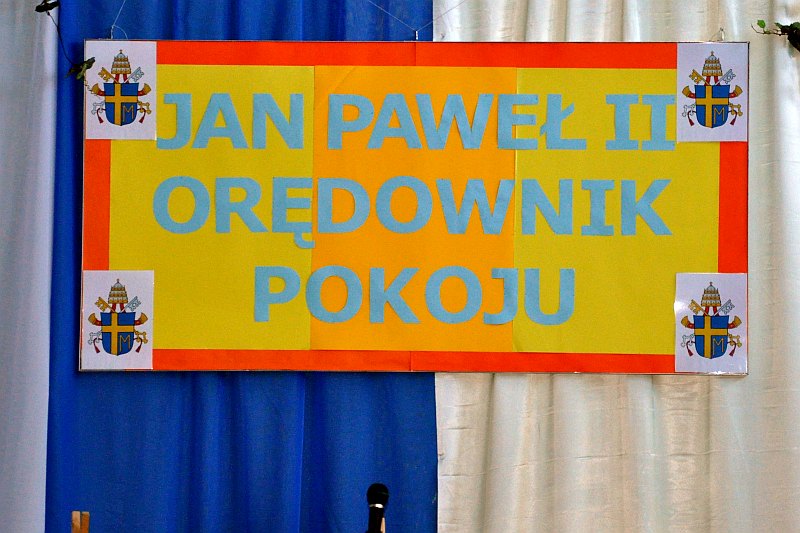 JAN PAWEŁ II
ORĘDOWNIK
POKOJU